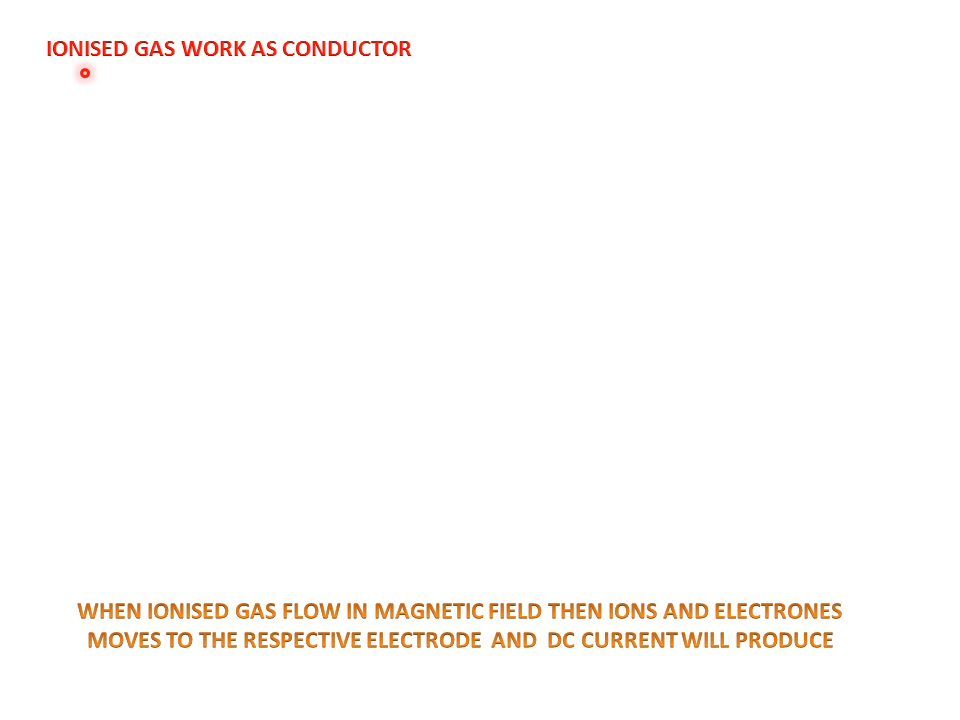 IONISED GAS WORK AS CONDUCTOR
WHEN IONISED GAS FLOW IN MAGNETIC FIELD THEN IONS AND ELECTRONES
MOVES TO THE RESPECTIVE ELECTRODE AND DC CURRENT WILL PRODUCE